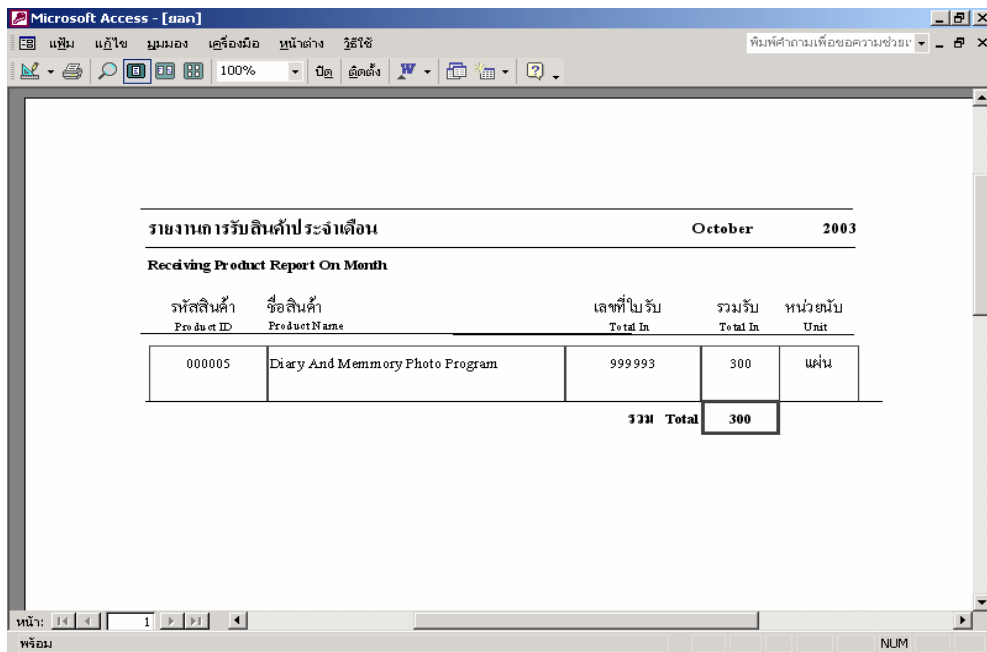 Microsoft Access - [ยอด]
แฟ้ม แก้ไข มุมมอง เครื่องมือ หน้าต่าง วิธีใช้ พิมพ์คำถามเพื่อขอความช่วยเ
100% ปิด ติดตั้ง
รายงานการรับสินค้าประจำเดือน October 2003
Receiving Product Report On Month
รหัสสินค้า ชื่อสินค้า เลขที่ใบรับ รวมรับ หน่วยนับ
Product ID Product Name Total In Total In Unit
000005 Diary And Memmory Photo Program 999993 300 แผ่น
รวม Total 300
หน้า: 1
พร้อม NUM